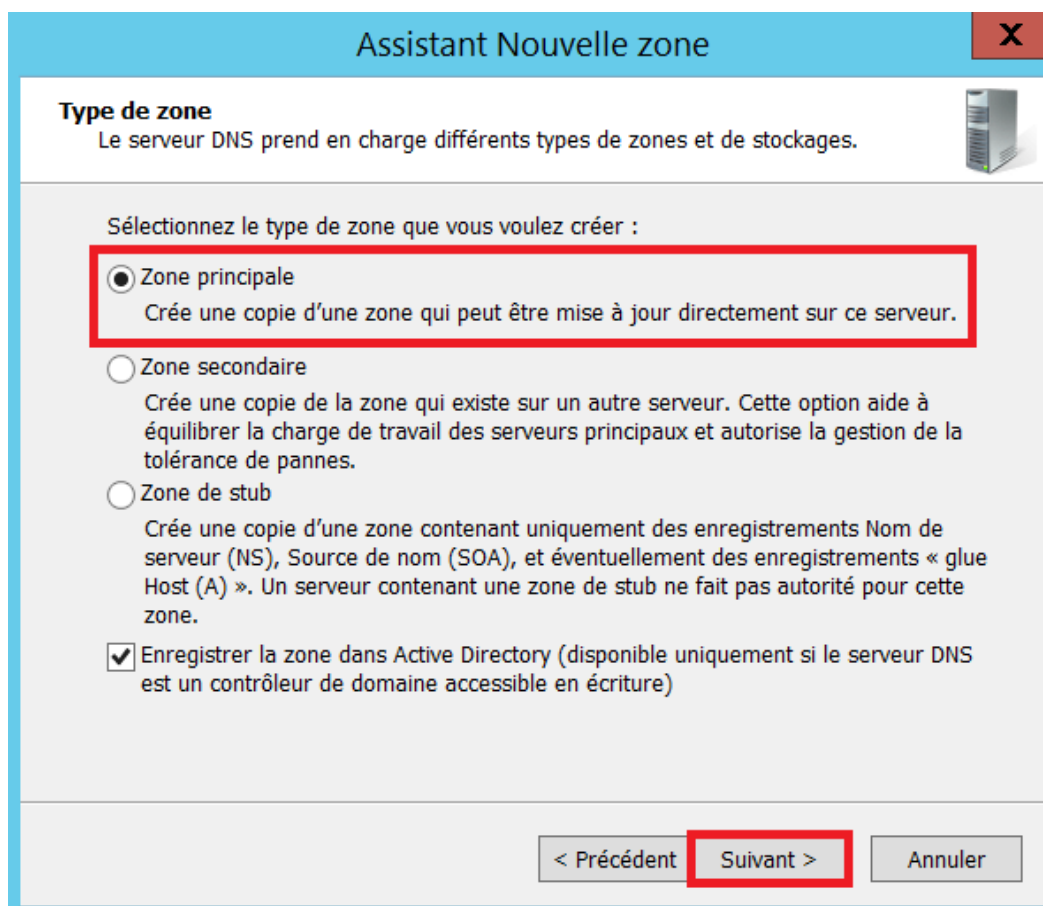 Assistant Nouvelle zone
X
Type de zone
Le serveur DNS prend en charge différents types de zones et de stockages.
Sélectionnez le type de zone que vous voulez créer :
Zone principale
Crée une copie d’une zone qui peut être mise à jour directement sur ce serveur.
Zone secondaire
Crée une copie de la zone qui existe sur un autre serveur. Cette option aide à
équilibrer la charge de travail des serveurs principaux et autorise la gestion de la
tolérance de pannes.
Zone de stub
Crée une copie d’une zone contenant uniquement des enregistrements Nom de
serveur (NS), Source de nom (SOA), et éventuellement des enregistrements « glue
Host (A) ». Un serveur contenant une zone de stub ne fait pas autorité pour cette
zone.
Enregistrer la zone dans Active Directory (disponible uniquement si le serveur DNS
est un contrôleur de domaine accessible en écriture)
< Précédent Suivant > Annuler